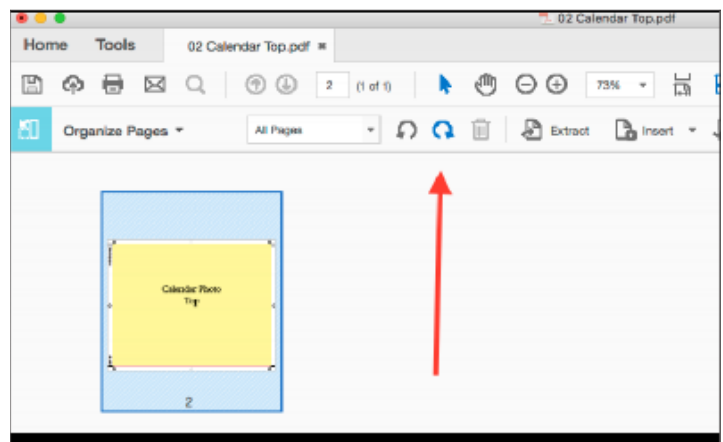 02 Calendar Top.pdf
Home Tools 02 Calendar Top.pdf ×
2 (1 of 1) 73%
Organize Pages All Pages Extract Insert
Calendar Photo
Top
2